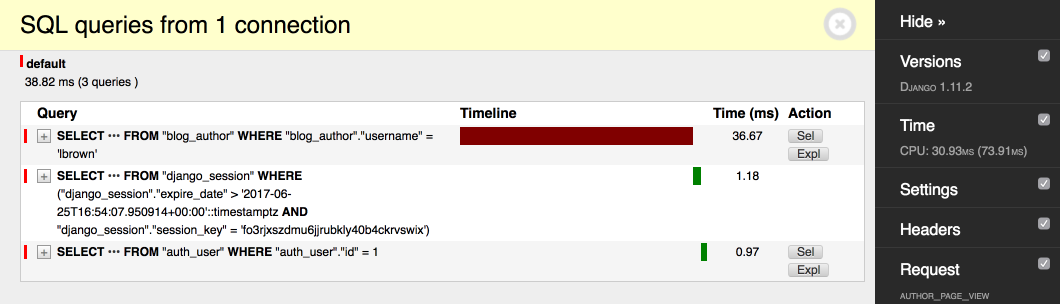 SQL queries from 1 connection
default
38.82 ms (3 queries )
Query Timeline Time (ms) Action
+ SELECT ••• FROM "blog_author" WHERE "blog_author"."username" = 36.67 Sel
'lbrown' Expl
+ SELECT ••• FROM "django_session" WHERE 1.18
("django_session"."expire_date" > '2017-06-
25T16:54:07.950914+00:00'::timestamptz AND
"django_session"."session_key" = 'fo3rjxszdmu6jjrubkly40b4ckrvswix')
+ SELECT ••• FROM "auth_user" WHERE "auth_user"."id" = 1 0.97 Sel
Expl
Hide »
Versions
Django 1.11.2
Time
CPU: 30.93ms (73.91ms)
Settings
Headers
Request
author_page_view